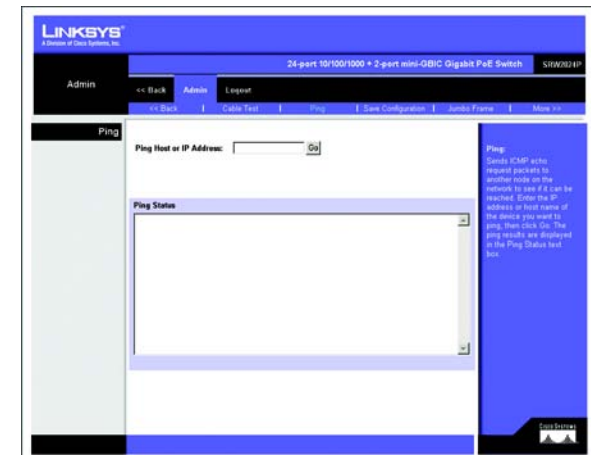 LINKSYS®
A Division of Cisco Systems, Inc.
24-port 10/100/1000 + 2-port mini-GBIC Gigabit PoE Switch SRW2024P
Admin
<< Back Admin Logout
<< Back | Cable Test | Ping | Save Configuration | Jumbo Frame | More >>
Ping
Ping Host or IP Address: Go
Ping Status
Ping:
Sends ICMP echo
request packets to
another node on the
network to see if it can be
reached. Enter the IP
address or host name of
the device you want to
ping, then click Go. The
ping results are displayed
in the Ping Status text
box.
Cisco Systems